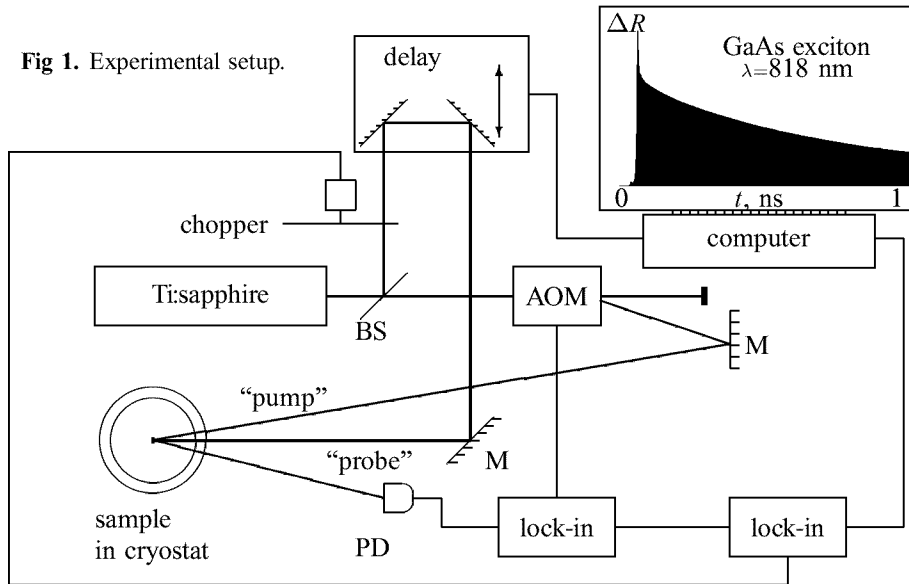 Fig 1. Experimental setup.
delay
ΔR
GaAs exciton
λ=818 nm
0
t, ns
1
chopper
computer
Ti:sapphire
AOM
BS
M
“pump”
“probe”
M
sample
in cryostat
PD
lock-in
lock-in